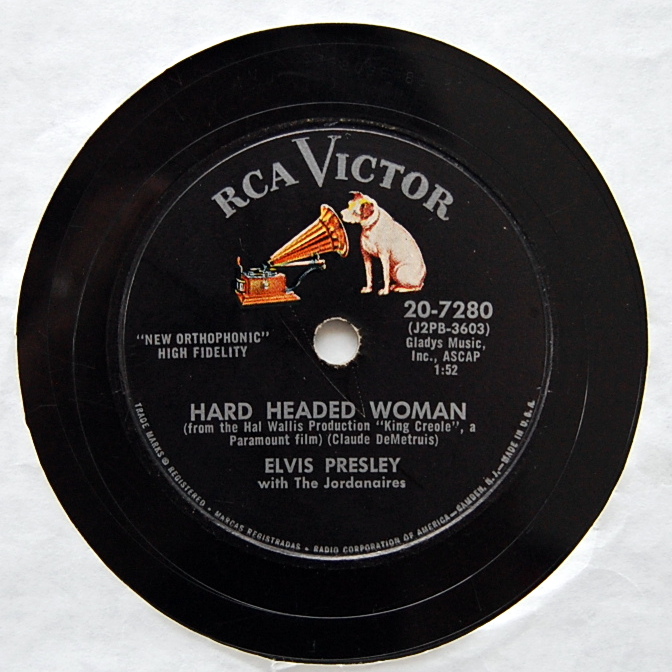 RCA VICTOR
20-7280
(J2PB-3603)
"NEW ORTHOPHONIC"
HIGH FIDELITY
Gladys Music,
Inc., ASCAP
1:52
HARD HEADED WOMAN
(from the Hal Wallis Production "King Creole", a
Paramount film) (Claude DeMetruis)
ELVIS PRESLEY
with The Jordanaires
TRADE MARKS ® REGISTERED • MARCAS REGISTRADAS • RADIO CORPORATION OF AMERICA—CAMDEN, N. J.—MADE IN U.S.A.